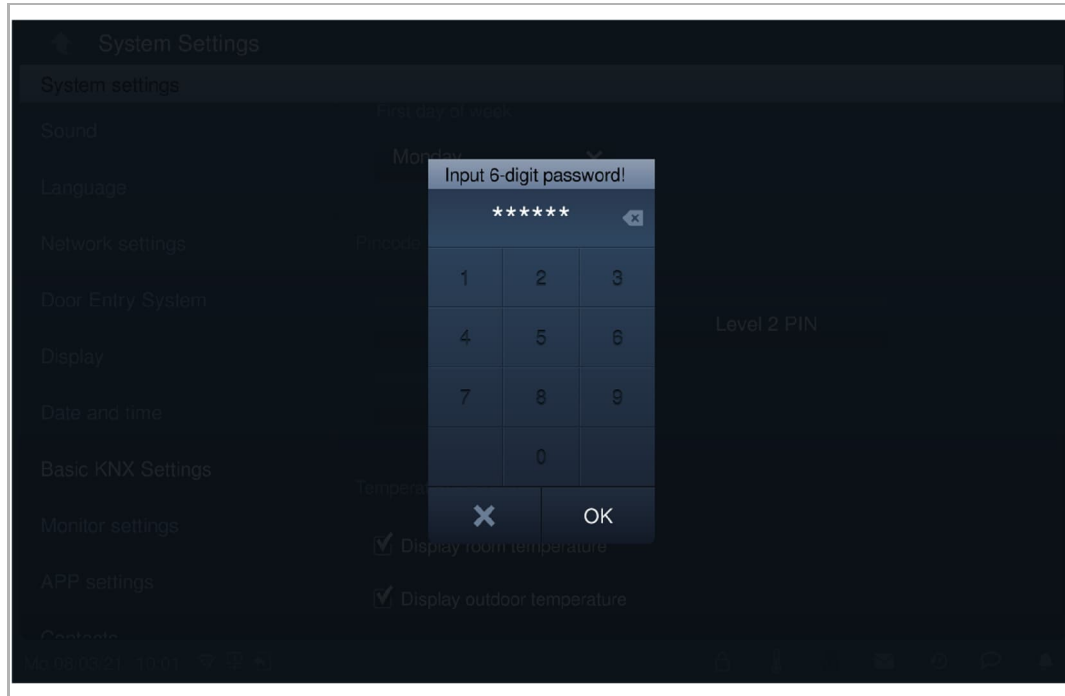 System Settings
System settings
Sound
Language
Network settings
Door Entry System
Display
Date and time
Basic KNX Settings
Monitor settings
APP settings
Contacts
First day of week
Monday
Pincode
Level 2 PIN
Display room temperature
Display outdoor temperature
Input 6-digit password!
******
1 2 3
4 5 6
7 8 9
0
OK